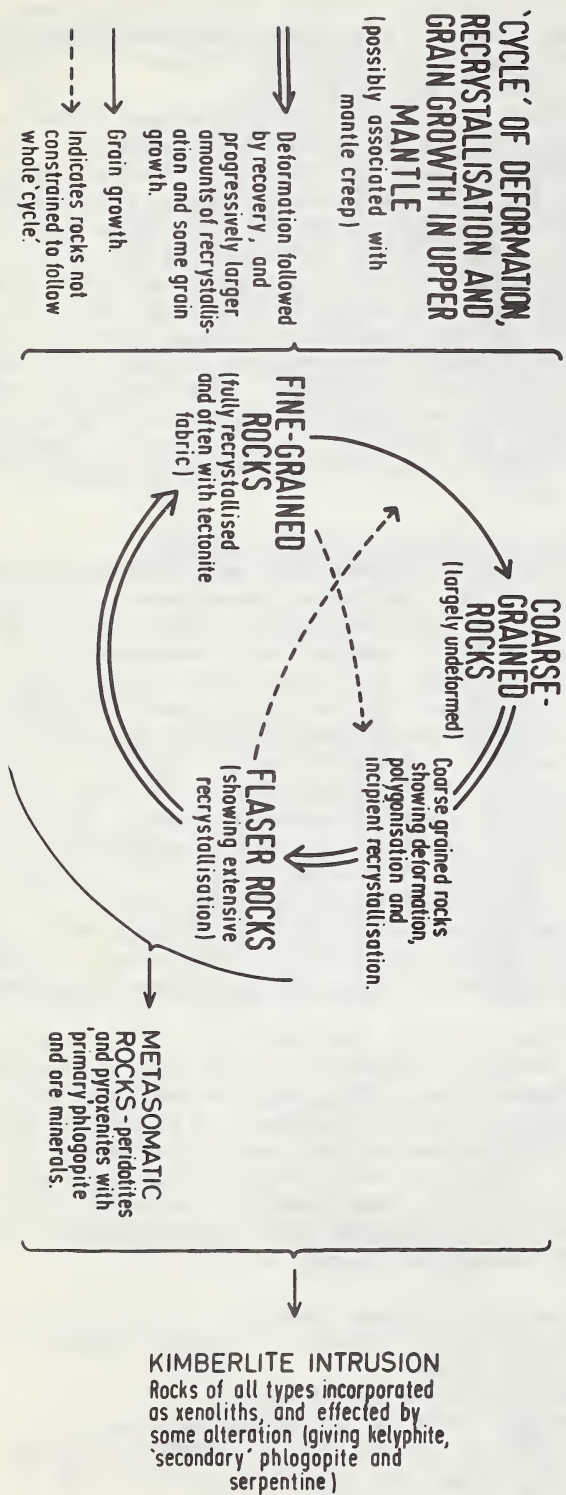 ‘CYCLE’ OF DEFORMATION,
RECRYSTALLISATION AND
GRAIN GROWTH IN UPPER
MANTLE
(possibly associated with
mantle creep)
Deformation followed
by recovery, and
progressively larger
amounts of recrystallis-
ation and some grain
growth.
Grain growth.
Indicates rocks not
constrained to follow
whole ‘cycle’.
COARSE-
GRAINED
ROCKS
(largely undeformed)
Coarse grained rocks
showing deformation,
polygonisation and
incipient recrystallisation.
FLASER ROCKS
(showing extensive
recrystallisation)
FINE-GRAINED
ROCKS
(fully recrystallised
and often with tectonite
fabric)
METASOMATIC
ROCKS - peridotites
and pyroxenites with
primary phlogopite
and ore minerals.
KIMBERLITE INTRUSION
Rocks of all types incorporated
as xenoliths, and effected by
some alteration (giving kelyphite,
‘secondary’ phlogopite and
serpentine)